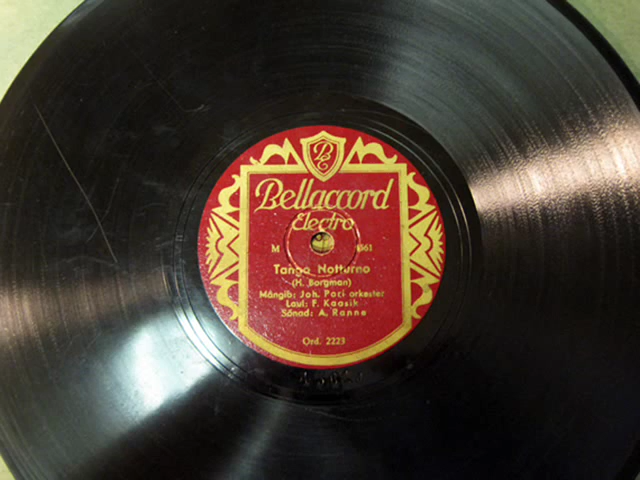 Bellaccord
Electro
M
Tango Notturno
(H. Borgman)
Mängib: Joh. Paci orkester
Laul: F. Kaasik
Sõnad: A. Ranne
Ord. 2223